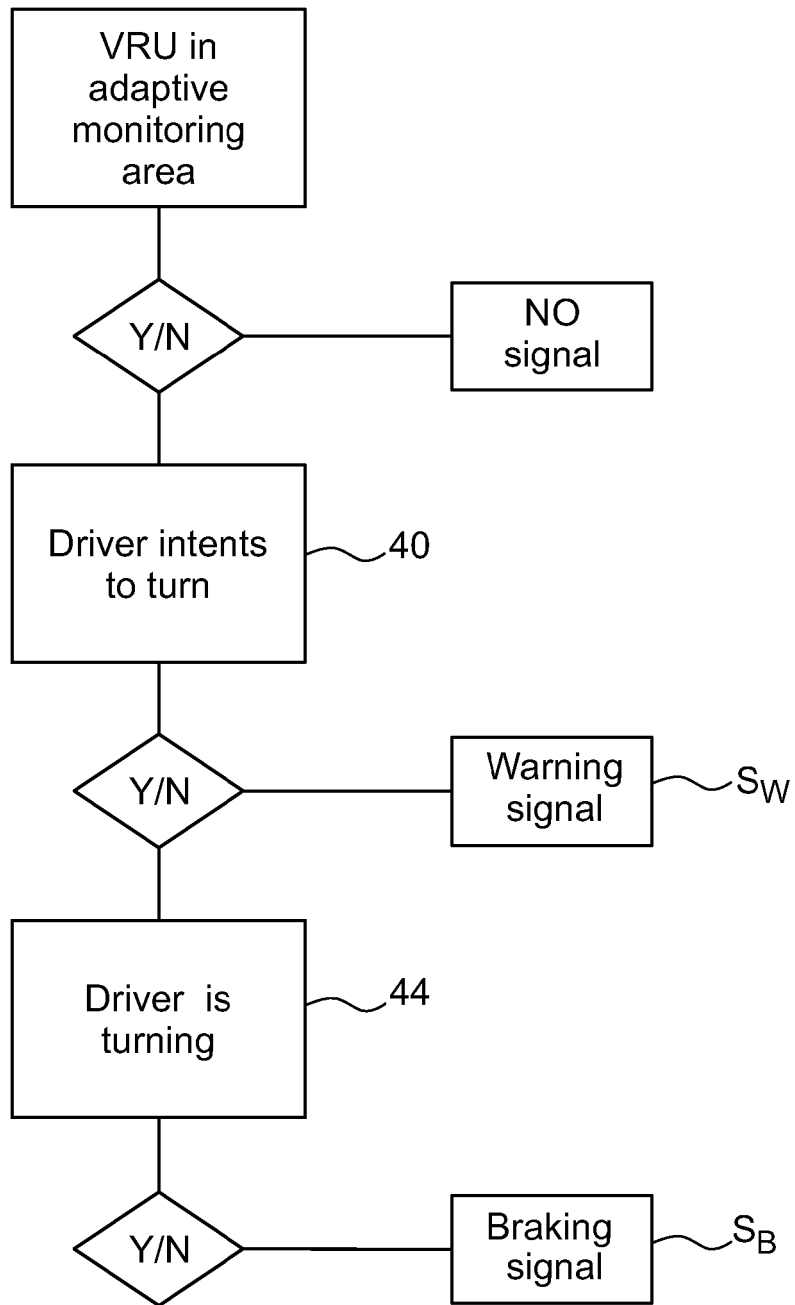 VRU in
adaptive
monitoring
area
Y/N
NO
signal
Driver intents
to turn
40
Y/N
Warning
signal
SW
Driver is
turning
44
Y/N
Braking
signal
SB